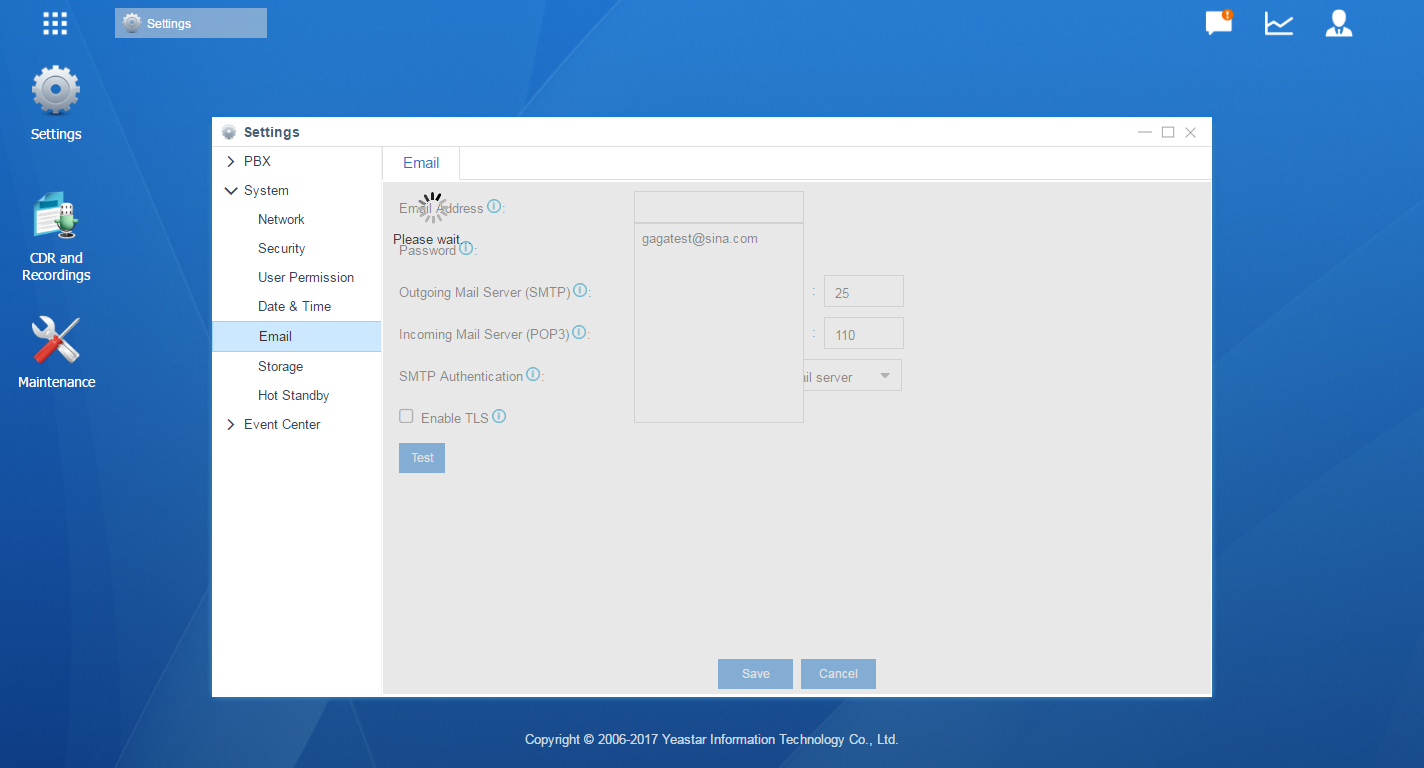 Settings
Settings
CDR and
Recordings
Maintenance
Settings
PBX
System
Network
Security
User Permission
Date & Time
Email
Storage
Hot Standby
Event Center
Email
Email Address :
Please wait...
Password :
gagatest@sina.com
Outgoing Mail Server (SMTP) :
: 25
Incoming Mail Server (POP3) :
: 110
SMTP Authentication :
il server
Enable TLS
Test
Save
Cancel
Copyright © 2006-2017 Yeastar Information Technology Co., Ltd.